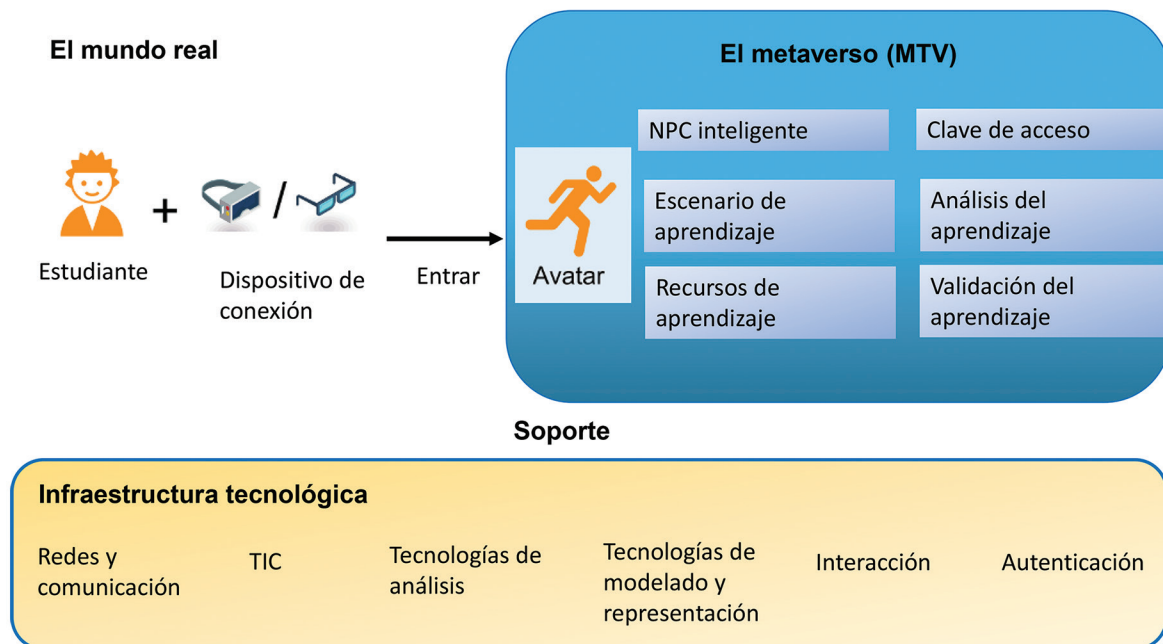 El mundo real
El metaverso (MTV)
NPC inteligente
Clave de acceso
Escenario de
aprendizaje
Análisis del
aprendizaje
Recursos de
aprendizaje
Validación del
aprendizaje
Avatar
+
/
Estudiante
Dispositivo de
conexión
Entrar
Soporte
Infraestructura tecnológica
Redes y
comunicación
TIC
Tecnologías de
análisis
Tecnologías de
modelado y
representación
Interacción
Autenticación